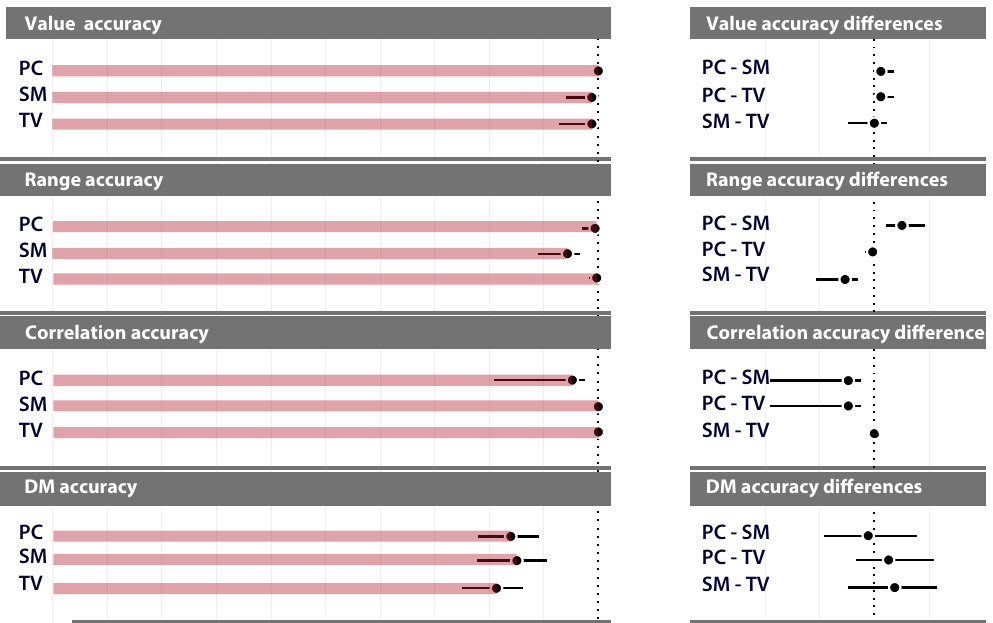 Value accuracy
PC
SM
TV
Value accuracy differences
PC - SM
PC - TV
SM - TV
Range accuracy
PC
SM
TV
Range accuracy differences
PC - SM
PC - TV
SM - TV
Correlation accuracy
PC
SM
TV
Correlation accuracy difference
PC - SM
PC - TV
SM - TV
DM accuracy
PC
SM
TV
DM accuracy differences
PC - SM
PC - TV
SM - TV